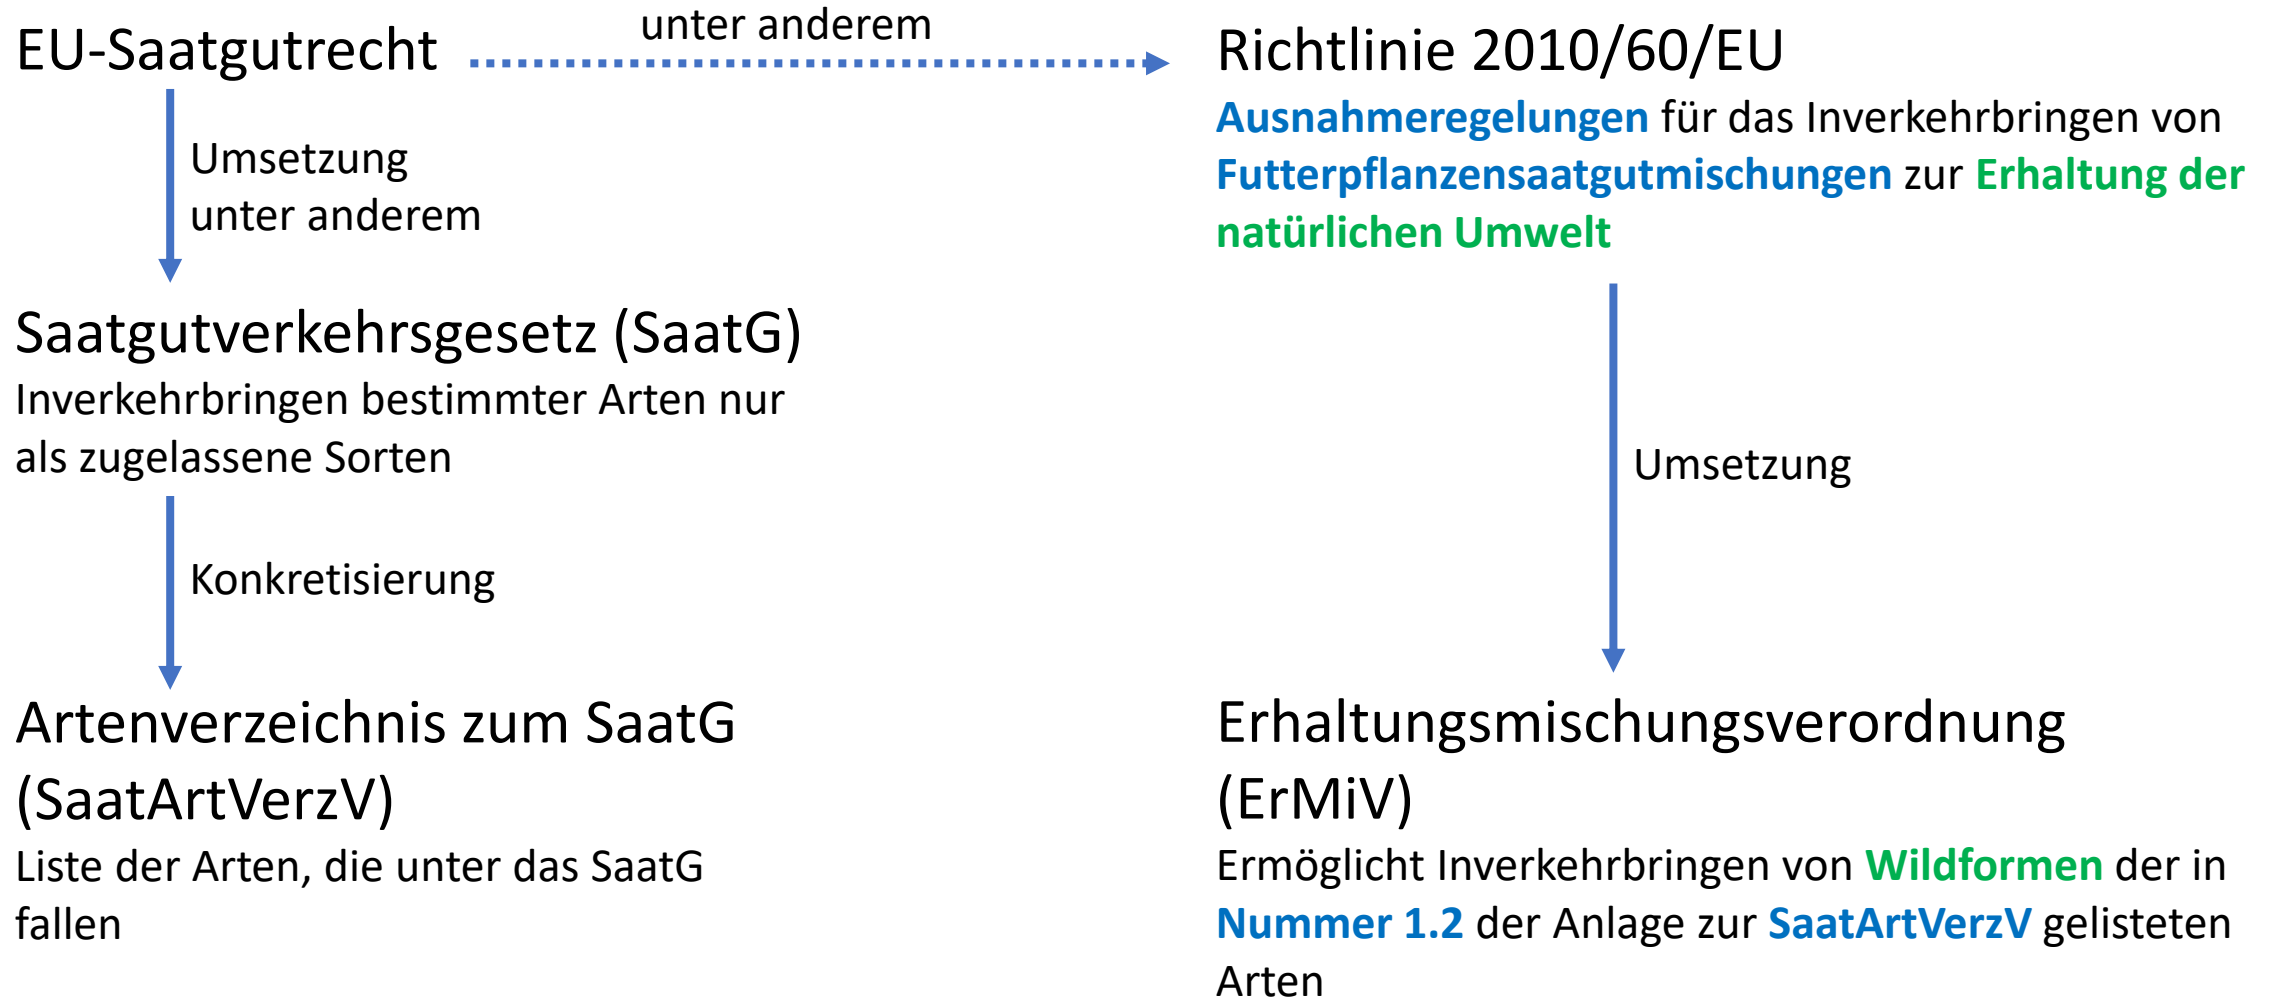 EU-Saatgutrecht
unter anderem
Richtlinie 2010/60/EU
Ausnahmeregelungen für das Inverkehrbringen von
Futterpflanzensaatgutmischungen zur Erhaltung der
natürlichen Umwelt
Umsetzung
unter anderem
Saatgutverkehrsgesetz (SaatG)
Inverkehrbringen bestimmter Arten nur
als zugelassene Sorten
Umsetzung
Konkretisierung
Artenverzeichnis zum SaatG
(SaatArtVerzV)
Liste der Arten, die unter das SaatG
fallen
Erhaltungsmischungsverordnung
(ErMiV)
Ermöglicht Inverkehrbringen von Wildformen der in
Nummer 1.2 der Anlage zur SaatArtVerzV gelisteten
Arten